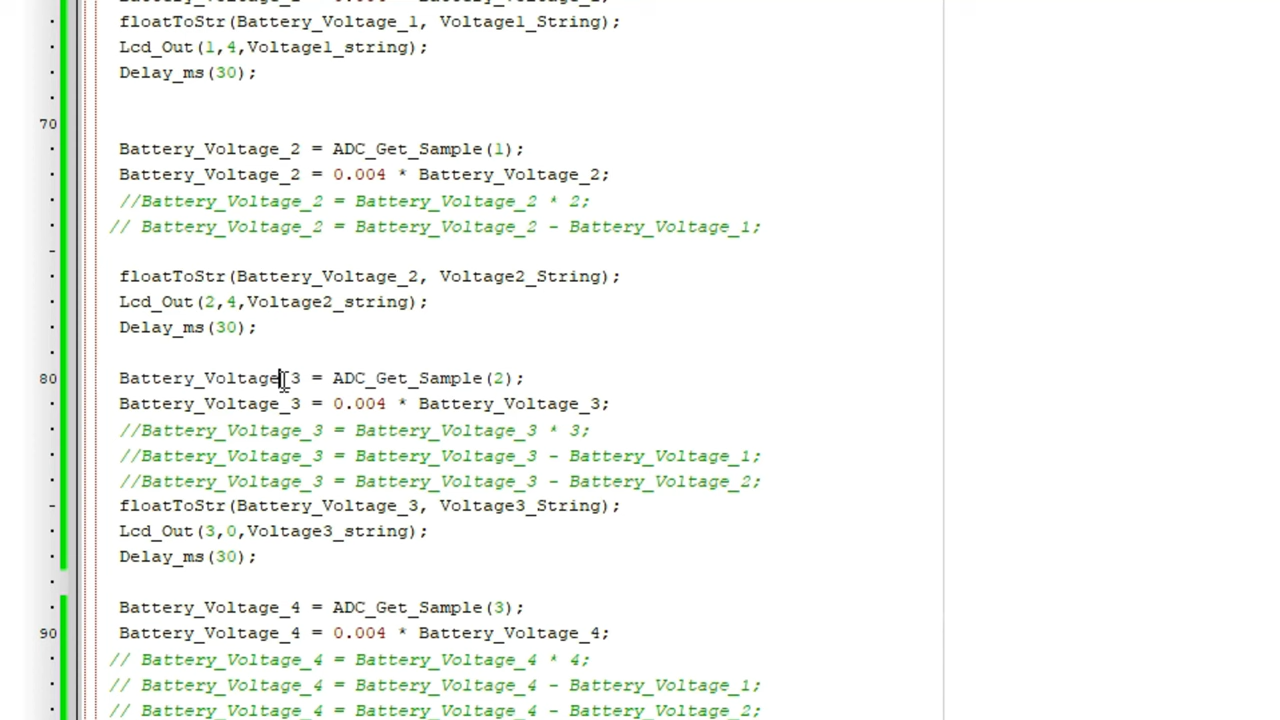 floatToStr(Battery_Voltage_1, Voltage1_String);
Lcd_Out(1,4,Voltage1_string);
Delay_ms(30);
70
Battery_Voltage_2 = ADC_Get_Sample(1);
Battery_Voltage_2 = 0.004 * Battery_Voltage_2;
//Battery_Voltage_2 = Battery_Voltage_2 * 2;
// Battery_Voltage_2 = Battery_Voltage_2 - Battery_Voltage_1;
floatToStr(Battery_Voltage_2, Voltage2_String);
Lcd_Out(2,4,Voltage2_string);
Delay_ms(30);
80 Battery_Voltage_3 = ADC_Get_Sample(2);
Battery_Voltage_3 = 0.004 * Battery_Voltage_3;
//Battery_Voltage_3 = Battery_Voltage_3 * 3;
//Battery_Voltage_3 = Battery_Voltage_3 - Battery_Voltage_1;
//Battery_Voltage_3 = Battery_Voltage_3 - Battery_Voltage_2;
floatToStr(Battery_Voltage_3, Voltage3_String);
Lcd_Out(3,0,Voltage3_string);
Delay_ms(30);
Battery_Voltage_4 = ADC_Get_Sample(3);
90 Battery_Voltage_4 = 0.004 * Battery_Voltage_4;
// Battery_Voltage_4 = Battery_Voltage_4 * 4;
// Battery_Voltage_4 = Battery_Voltage_4 - Battery_Voltage_1;
// Battery_Voltage_4 = Battery_Voltage_4 - Battery_Voltage_2;